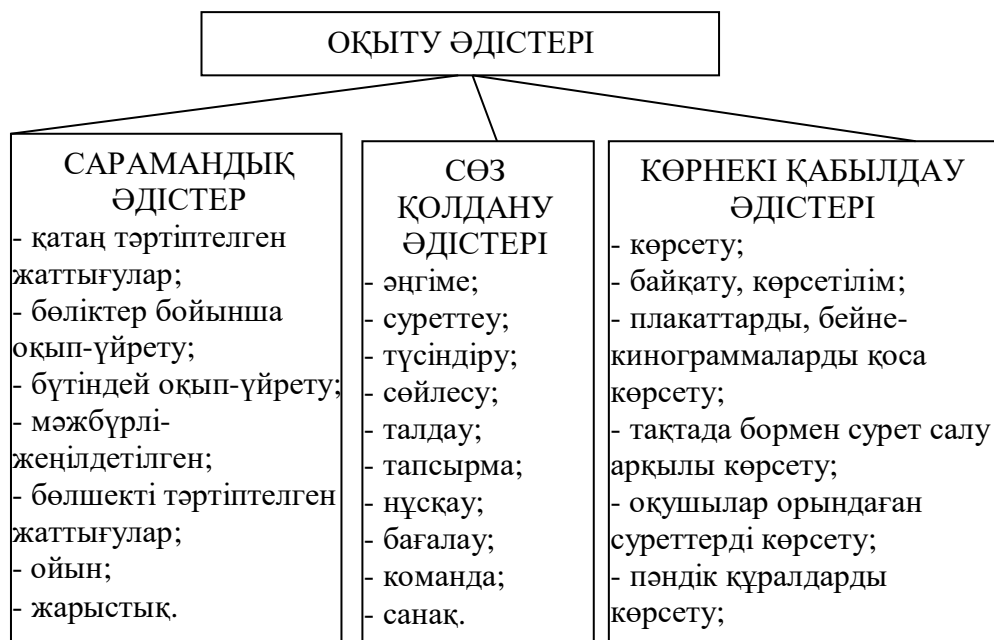 ОҚЫТУ ӘДІСТЕРІ
САРАМАНДЫҚ
ӘДІСТЕР
- қатаң тәртіптелген
жаттығулар;
- бөліктер бойынша
оқып-үйрету;
- бүтіндей оқып-үйрету;
- мәжбүрлі-
жеңілдетілген;
- бөлшекті тәртіптелген
жаттығулар;
- ойын;
- жарыстық.
СӨЗ
ҚОЛДАНУ
ӘДІСТЕРІ
- әңгіме;
- суреттеу;
- түсіндіру;
- сөйлесу;
- талдау;
- тапсырма;
- нұсқау;
- бағалау;
- команда;
- санақ.
КӨРНЕКІ ҚАБЫЛДАУ
ӘДІСТЕРІ
- көрсету;
- байқату, көрсетілім;
- плакаттарды, бейне-
кинограммаларды қоса
көрсету;
- тақтада бормен сурет салу
арқылы көрсету;
- оқушылар орындаған
суреттерді көрсету;
- пәндік құралдарды
көрсету;